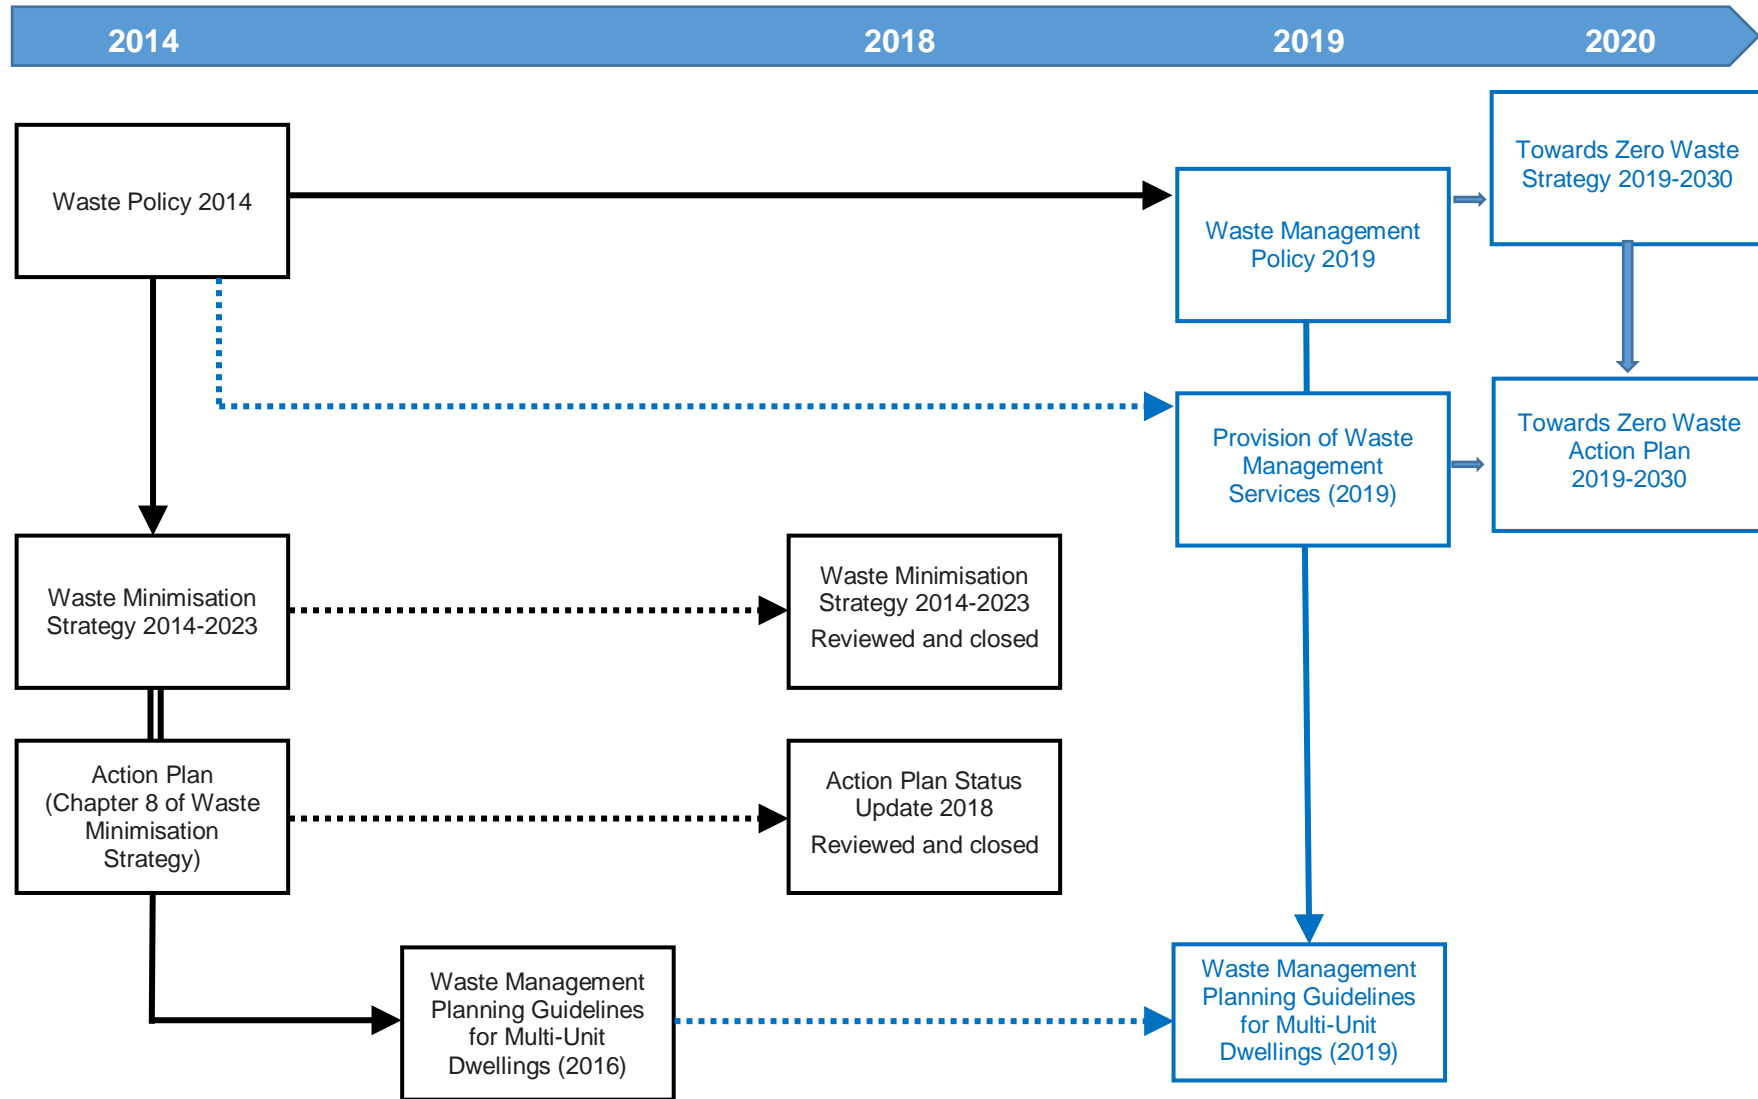 2014
2018
2019
2020
Waste Policy 2014
Waste Management
Policy 2019
Towards Zero Waste
Strategy 2019-2030
Provision of Waste
Management
Services (2019)
Towards Zero Waste
Action Plan
2019-2030
Waste Minimisation
Strategy 2014-2023
Waste Minimisation
Strategy 2014-2023
Reviewed and closed
Action Plan
(Chapter 8 of Waste
Minimisation
Strategy)
Action Plan Status
Update 2018
Reviewed and closed
Waste Management
Planning Guidelines
for Multi-Unit
Dwellings (2016)
Waste Management
Planning Guidelines
for Multi-Unit
Dwellings (2019)